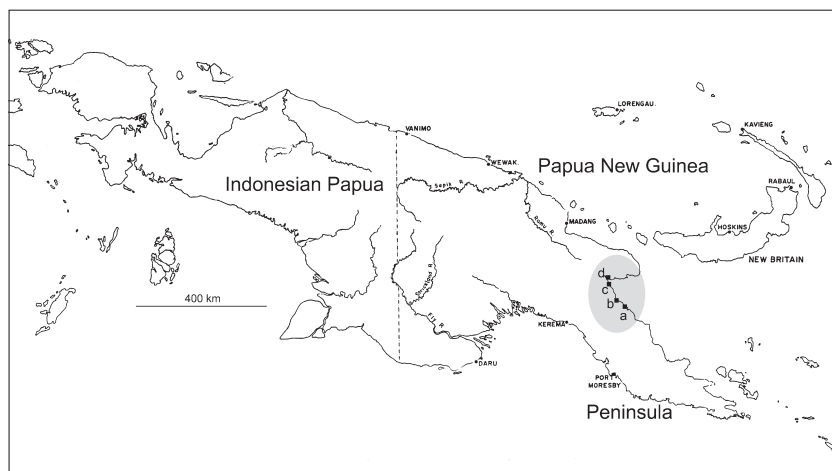 LORENGAU.
KAVIENG
VANIMO
WEWAK.
Papua New Guinea
Indonesian Papua
Sepik R.
RABAUL
Ramu R.
MADANG
HOSKINS
NEW BRITAIN
d
c
b
a
400 km
Strickland R.
Fly R.
KEREMA
DARU
PORT
MORESBY
Peninsula